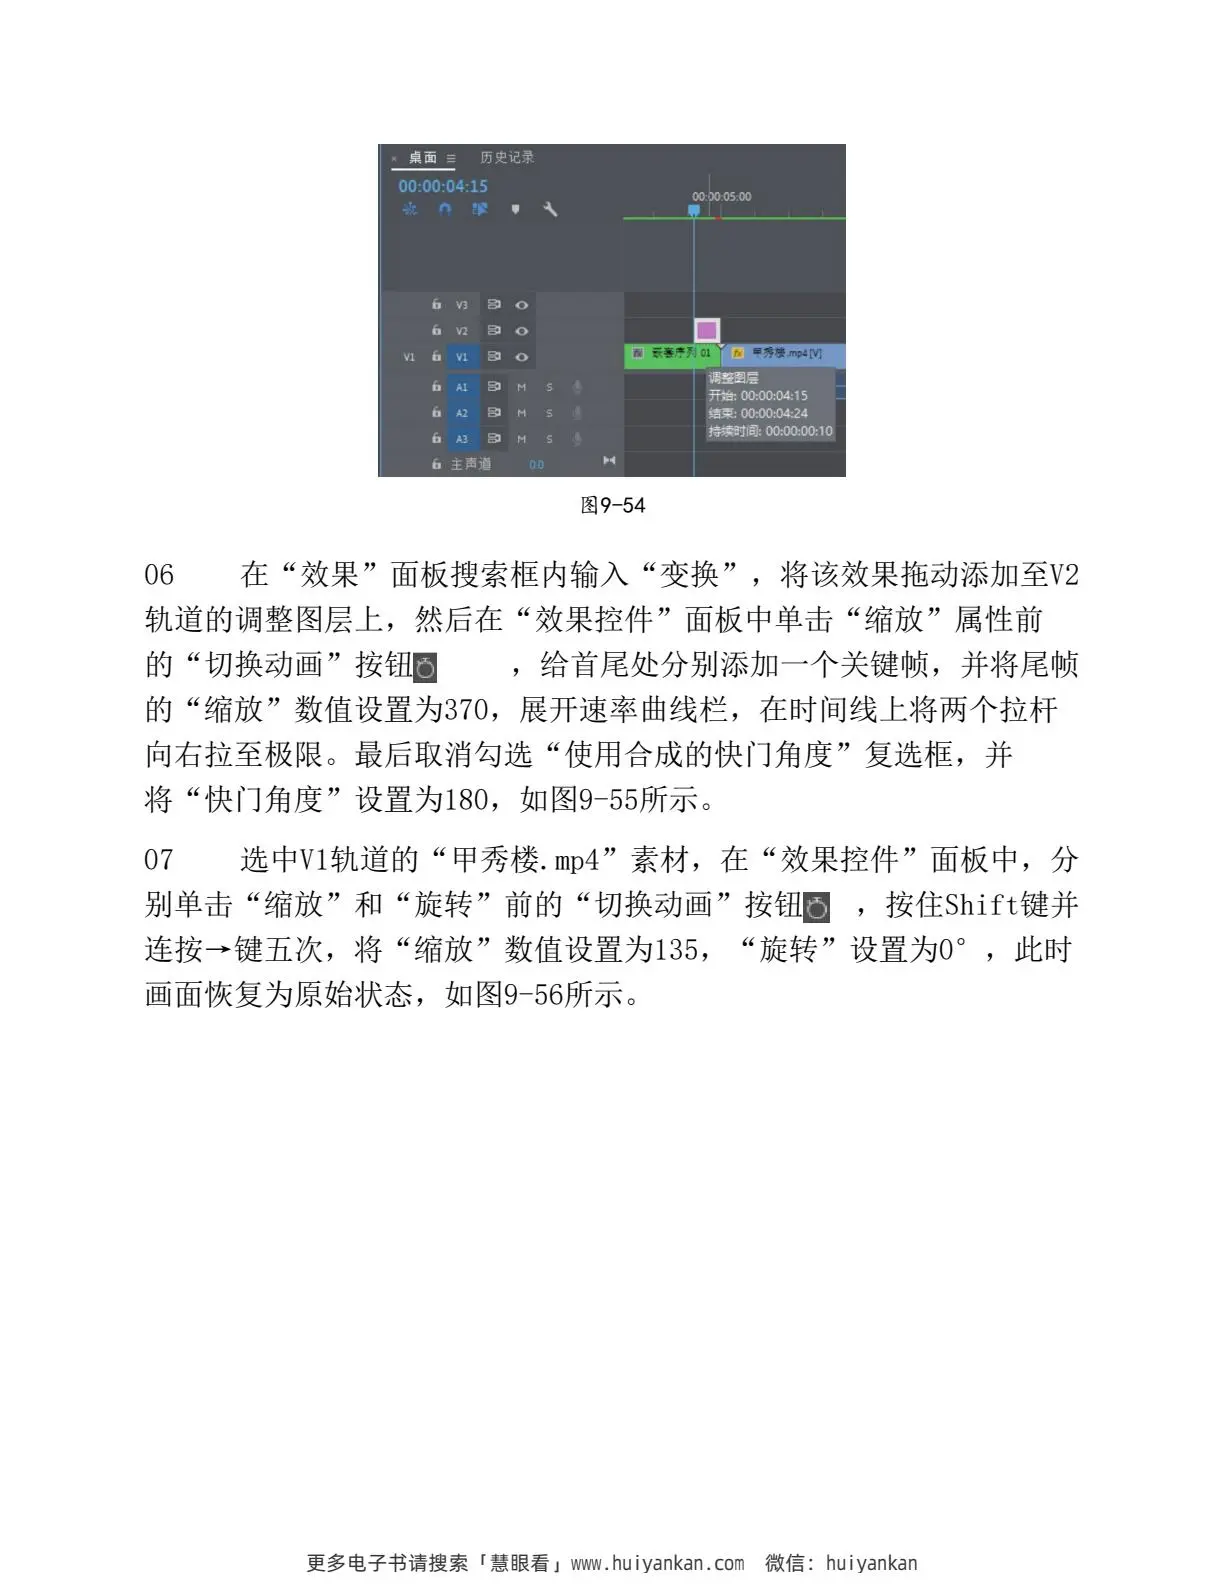 × 桌面 ☰ 历史记录
00:00:04:15
00:00:05:00
V3
V2
V1 V1 嵌套序列 01 fx 甲秀楼.mp4 [V]
调整图层
A1 M S 开始: 00:00:04:15
A2 M S 结束: 00:00:04:24
A3 M S 持续时间: 00:00:00:10
主声道 0.0
图9-54
06 在“效果”面板搜索框内输入“变换”，将该效果拖动添加至V2
轨道的调整图层上，然后在“效果控件”面板中单击“缩放”属性前
的“切换动画”按钮，给首尾处分别添加一个关键帧，并将尾帧
的“缩放”数值设置为370，展开速率曲线栏，在时间线上将两个拉杆
向右拉至极限。最后取消勾选“使用合成的快门角度”复选框，并
将“快门角度”设置为180，如图9-55所示。
07 选中V1轨道的“甲秀楼.mp4”素材，在“效果控件”面板中，分
别单击“缩放”和“旋转”前的“切换动画”按钮，按住Shift键并
连按→键五次，将“缩放”数值设置为135，“旋转”设置为0°，此时
画面恢复为原始状态，如图9-56所示。
更多电子书请搜索「慧眼看」www.huiyankan.com 微信：huiyankan